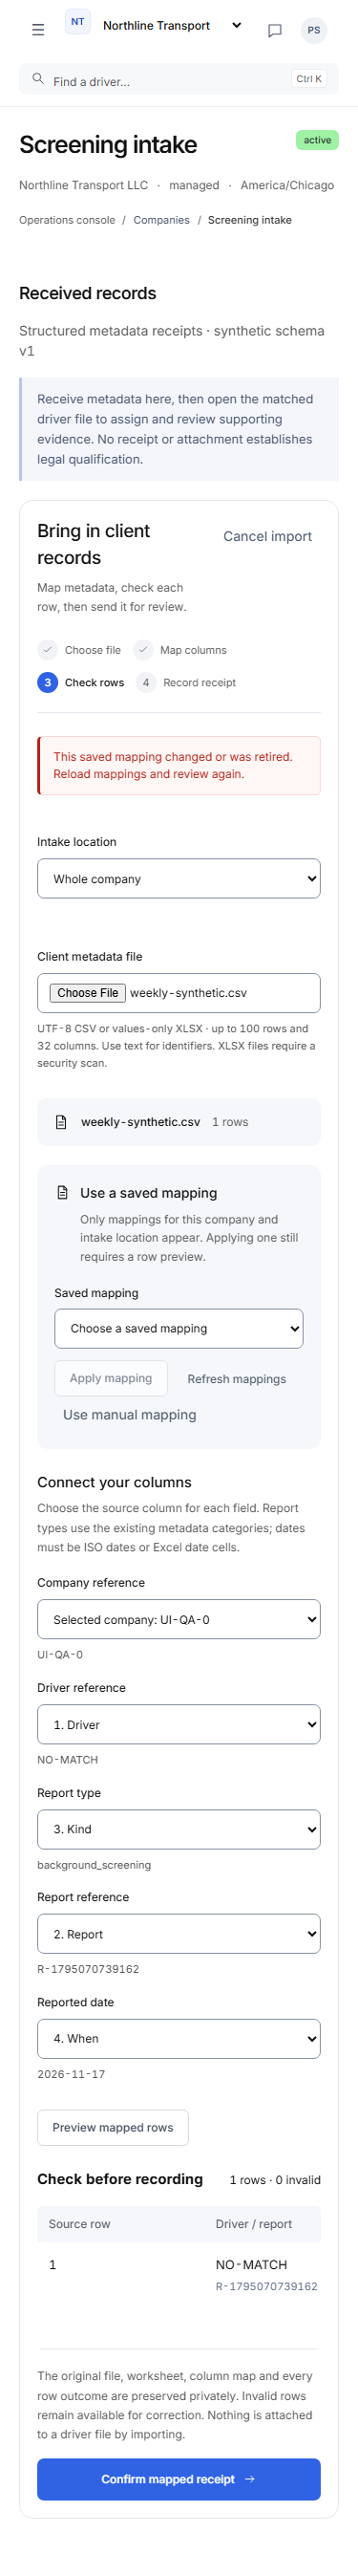 NT Northline Transport PS
Find a driver... Ctrl K
Screening intake active
Northline Transport LLC · managed · America/Chicago
Operations console / Companies / Screening intake
Received records
Structured metadata receipts · synthetic schema
v1
Receive metadata here, then open the matched
driver file to assign and review supporting
evidence. No receipt or attachment establishes
legal qualification.
Bring in client
records
Cancel import
Map metadata, check each
row, then send it for review.
Choose file Map columns
3 Check rows 4 Record receipt
This saved mapping changed or was retired.
Reload mappings and review again.
Intake location
Whole company
Client metadata file
Choose File weekly-synthetic.csv
UTF-8 CSV or values-only XLSX · up to 100 rows and
32 columns. Use text for identifiers. XLSX files require a
security scan.
weekly-synthetic.csv 1 rows
Use a saved mapping
Only mappings for this company and
intake location appear. Applying one still
requires a row preview.
Saved mapping
Choose a saved mapping
Apply mapping Refresh mappings
Use manual mapping
Connect your columns
Choose the source column for each field. Report
types use the existing metadata categories; dates
must be ISO dates or Excel date cells.
Company reference
Selected company: UI-QA-0
UI-QA-0
Driver reference
1. Driver
NO-MATCH
Report type
3. Kind
background_screening
Report reference
2. Report
R-1795070739162
Reported date
4. When
2026-11-17
Preview mapped rows
Check before recording 1 rows · 0 invalid
Source row Driver / report
1 NO-MATCH
R-1795070739162
The original file, worksheet, column map and every
row outcome are preserved privately. Invalid rows
remain available for correction. Nothing is attached
to a driver file by importing.
Confirm mapped receipt →